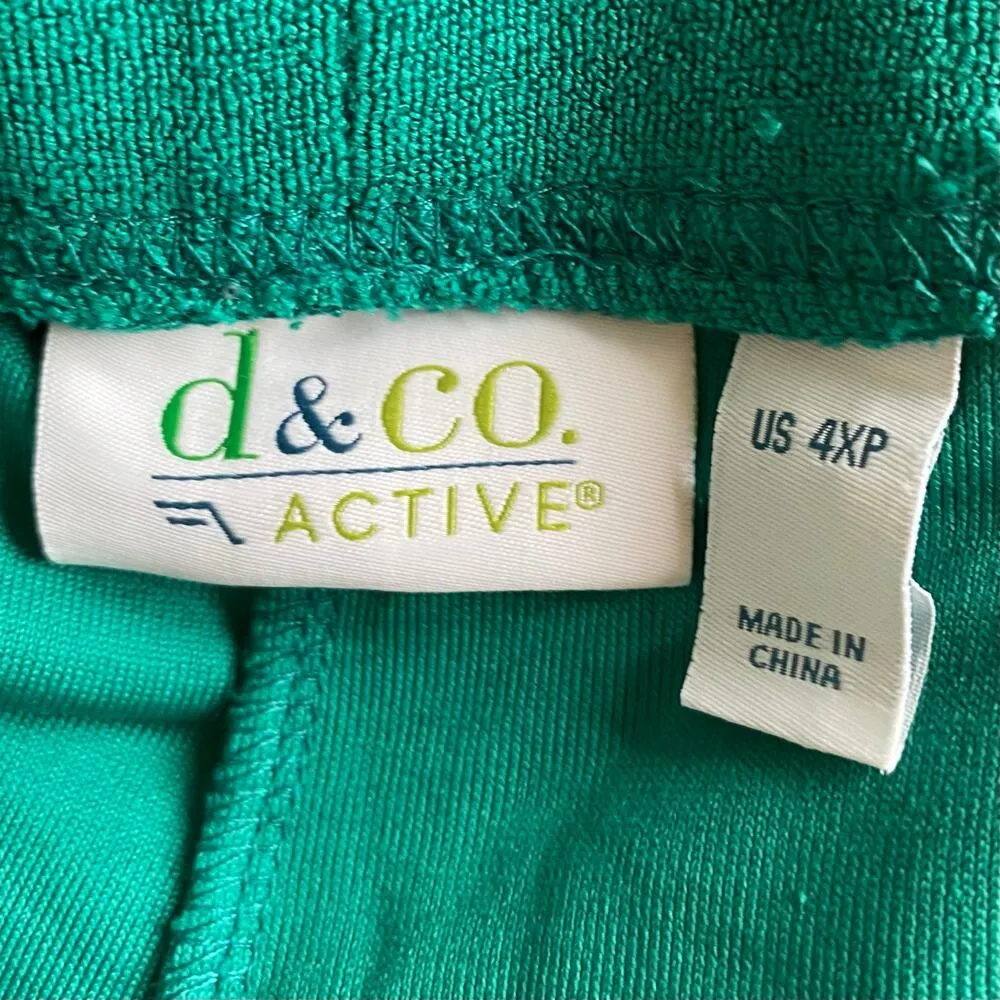 d & co.
ACTIVE®
US 4XP
MADE IN
CHINA